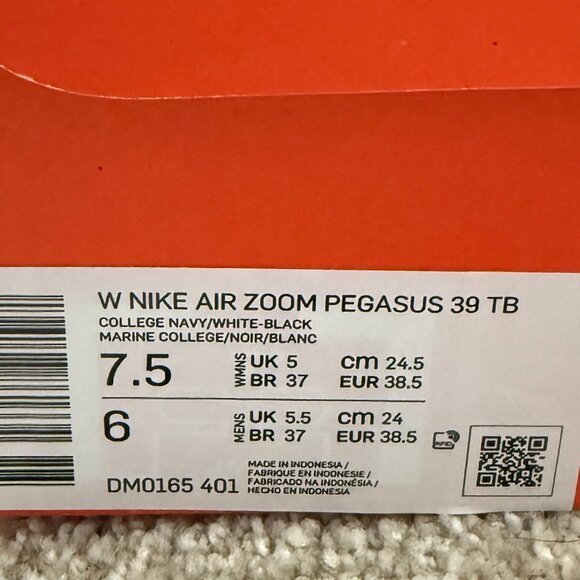 W NIKE AIR ZOOM PEGASUS 39 TB
COLLEGE NAVY/WHITE-BLACK
MARINE COLLEGE/NOIR/BLANC
7.5 WMNS UK 5 cm 24.5
BR 37 EUR 38.5
6 MENS UK 5.5 cm 24
BR 37 EUR 38.5
RFID
DM0165 401
MADE IN INDONESIA /
FABRIQUE EN INDONESIE /
FABRICADO NA INDONÉSIA /
HECHO EN INDONESIA